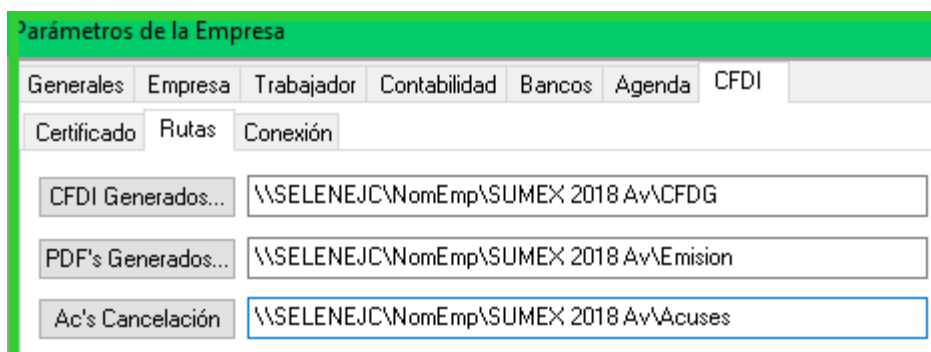 Parámetros de la Empresa
Generales Empresa Trabajador Contabilidad Bancos Agenda CFDI
Certificado Rutas Conexión
CFDI Generados... \\SELENEJC\NomEmp\SUMEX 2018 Av\CFDG
PDF's Generados... \\SELENEJC\NomEmp\SUMEX 2018 Av\Emision
Ac's Cancelación \\SELENEJC\NomEmp\SUMEX 2018 Av\Acuses